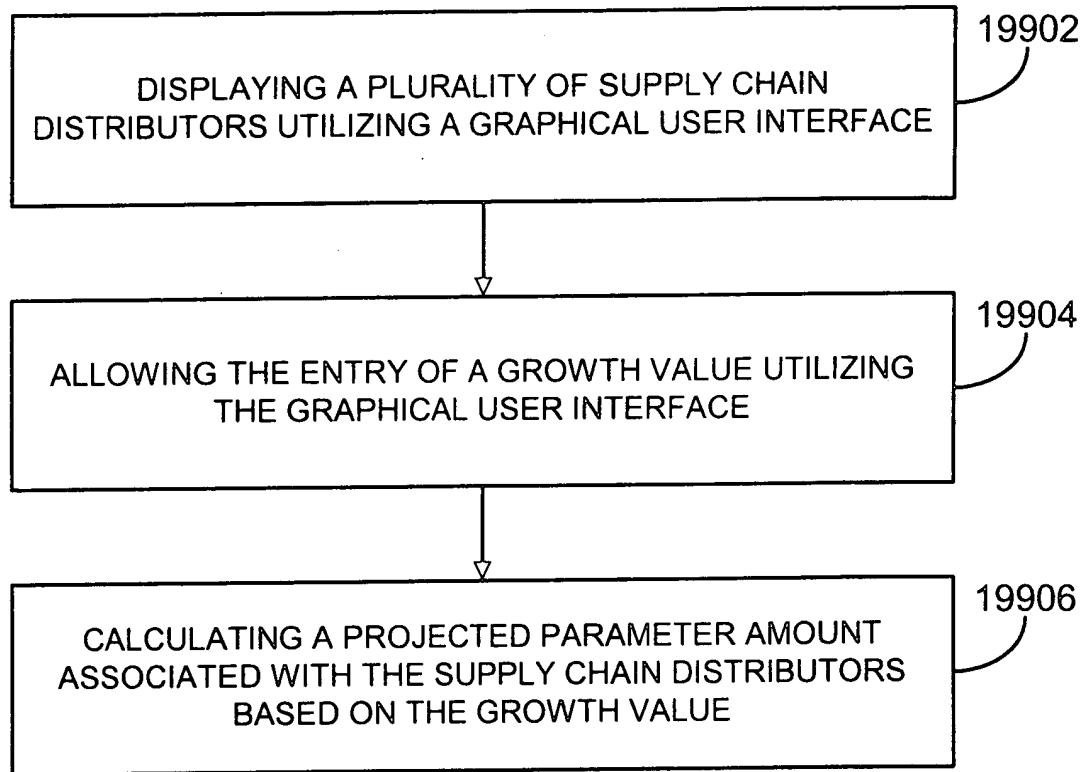 19902
DISPLAYING A PLURALITY OF SUPPLY CHAIN
DISTRIBUTORS UTILIZING A GRAPHICAL USER INTERFACE
19904
ALLOWING THE ENTRY OF A GROWTH VALUE UTILIZING
THE GRAPHICAL USER INTERFACE
19906
CALCULATING A PROJECTED PARAMETER AMOUNT
ASSOCIATED WITH THE SUPPLY CHAIN DISTRIBUTORS
BASED ON THE GROWTH VALUE